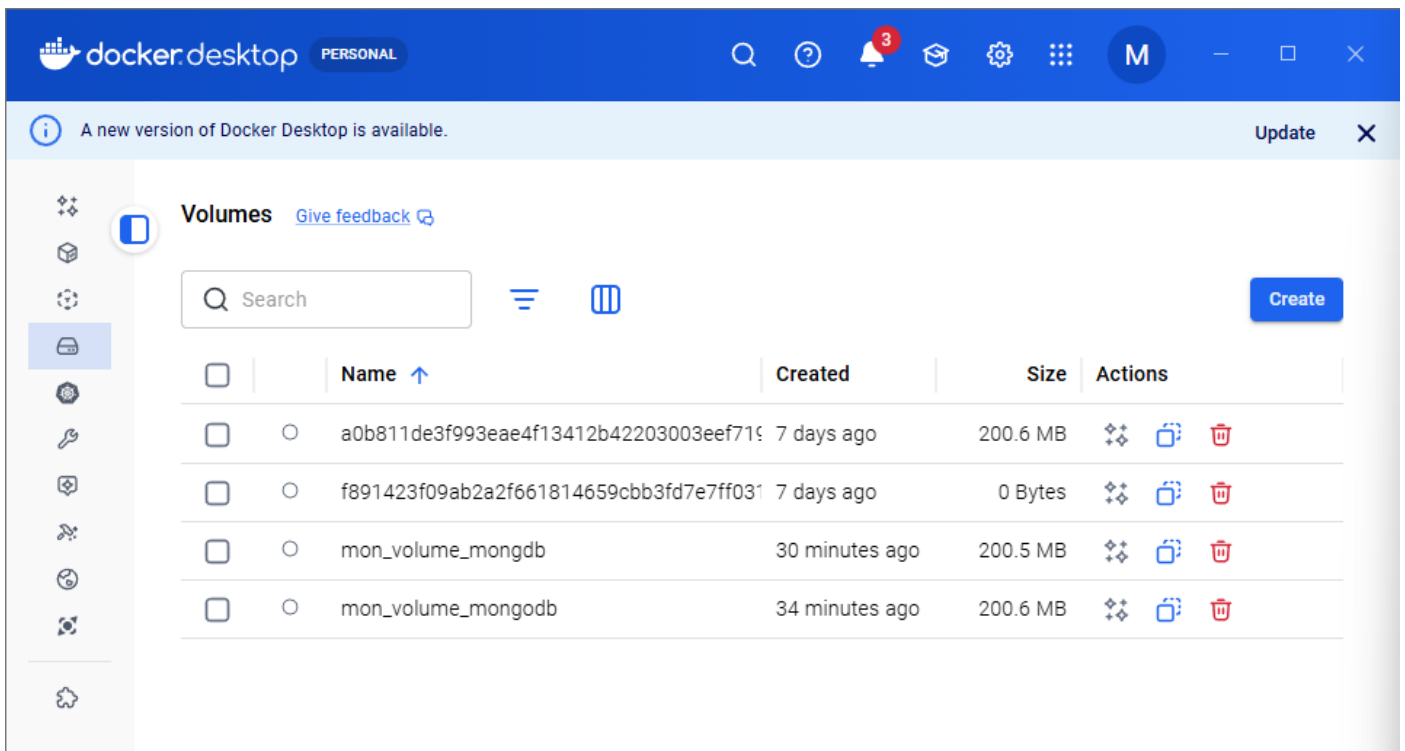 docker.desktop PERSONAL 3 M
A new version of Docker Desktop is available. Update
Volumes Give feedback
Search Create
Name Created Size Actions
a0b811de3f993eae4f13412b42203003eef719 7 days ago 200.6 MB
f891423f09ab2a2f661814659cbb3fd7e7ff031 7 days ago 0 Bytes
mon_volume_mongdb 30 minutes ago 200.5 MB
mon_volume_mongodb 34 minutes ago 200.6 MB